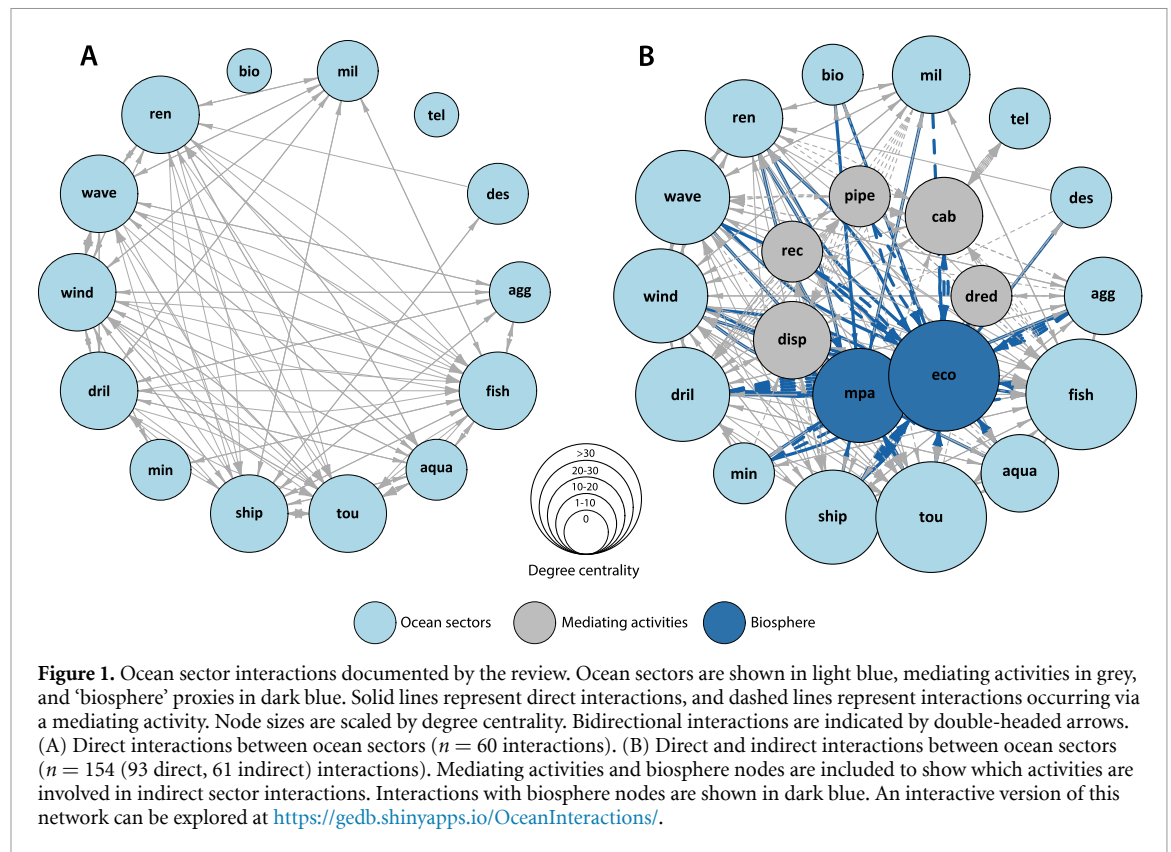 A
bio
mil
ren
tel
wave
des
wind
agg
dril
fish
min
aqua
ship
tou
B
bio
mil
ren
tel
pipe
wave
cab
des
rec
wind
dred
agg
disp
eco
dril
mpa
fish
min
aqua
ship
tou
>30
20-30
10-20
1-10
0
Degree centrality
Ocean sectors
Mediating activities
Biosphere
Figure 1. Ocean sector interactions documented by the review. Ocean sectors are shown in light blue, mediating activities in grey,
and ‘biosphere’ proxies in dark blue. Solid lines represent direct interactions, and dashed lines represent interactions occurring via
a mediating activity. Node sizes are scaled by degree centrality. Bidirectional interactions are indicated by double-headed arrows.
(A) Direct interactions between ocean sectors (n = 60 interactions). (B) Direct and indirect interactions between ocean sectors
(n = 154 (93 direct, 61 indirect) interactions). Mediating activities and biosphere nodes are included to show which activities are
involved in indirect sector interactions. Interactions with biosphere nodes are shown in dark blue. An interactive version of this
network can be explored at https://gedb.shinyapps.io/OceanInteractions/.